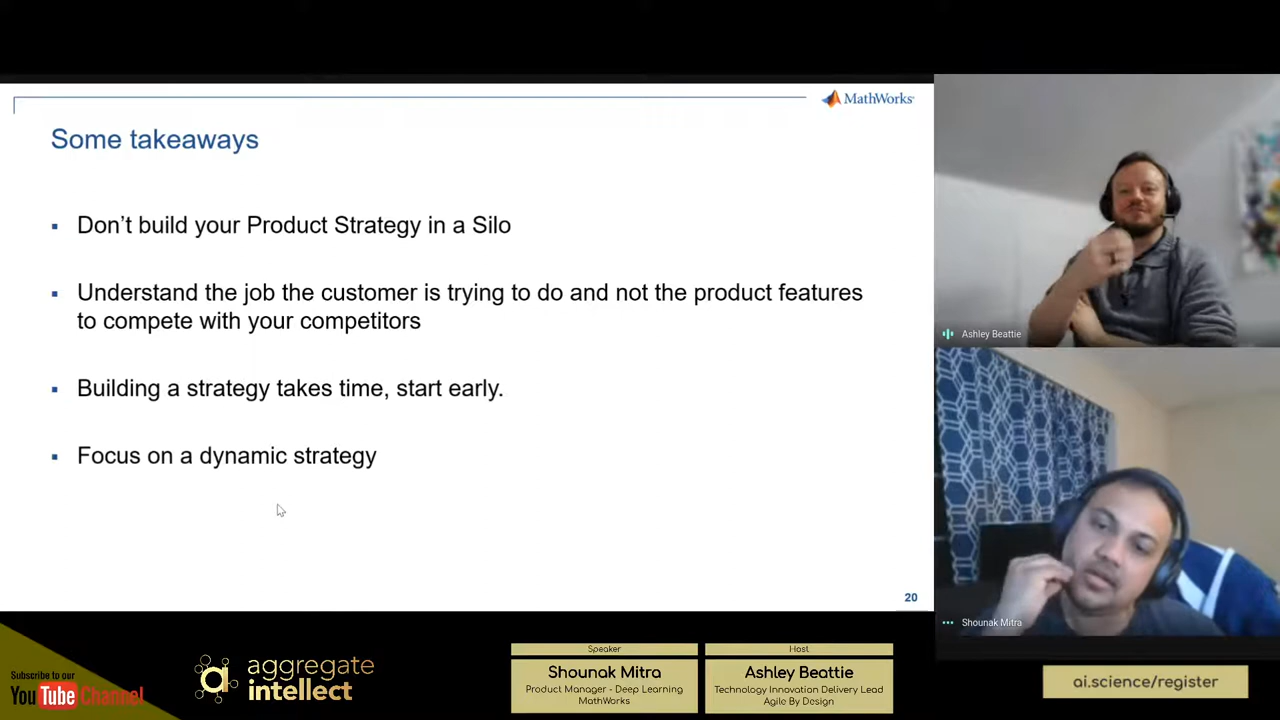 MathWorks
Some takeaways
Don't build your Product Strategy in a Silo
Understand the job the customer is trying to do and not the product features
to compete with your competitors
Building a strategy takes time, start early.
Focus on a dynamic strategy
20
Ashley Beattie
Shounak Mitra
Subscribe to our
YouTube Channel
a
aggregate
intellect
Speaker
Shounak Mitra
Product Manager - Deep Learning
MathWorks
Host
Ashley Beattie
Technology Innovation Delivery Lead
Agile By Design
ai.science/register